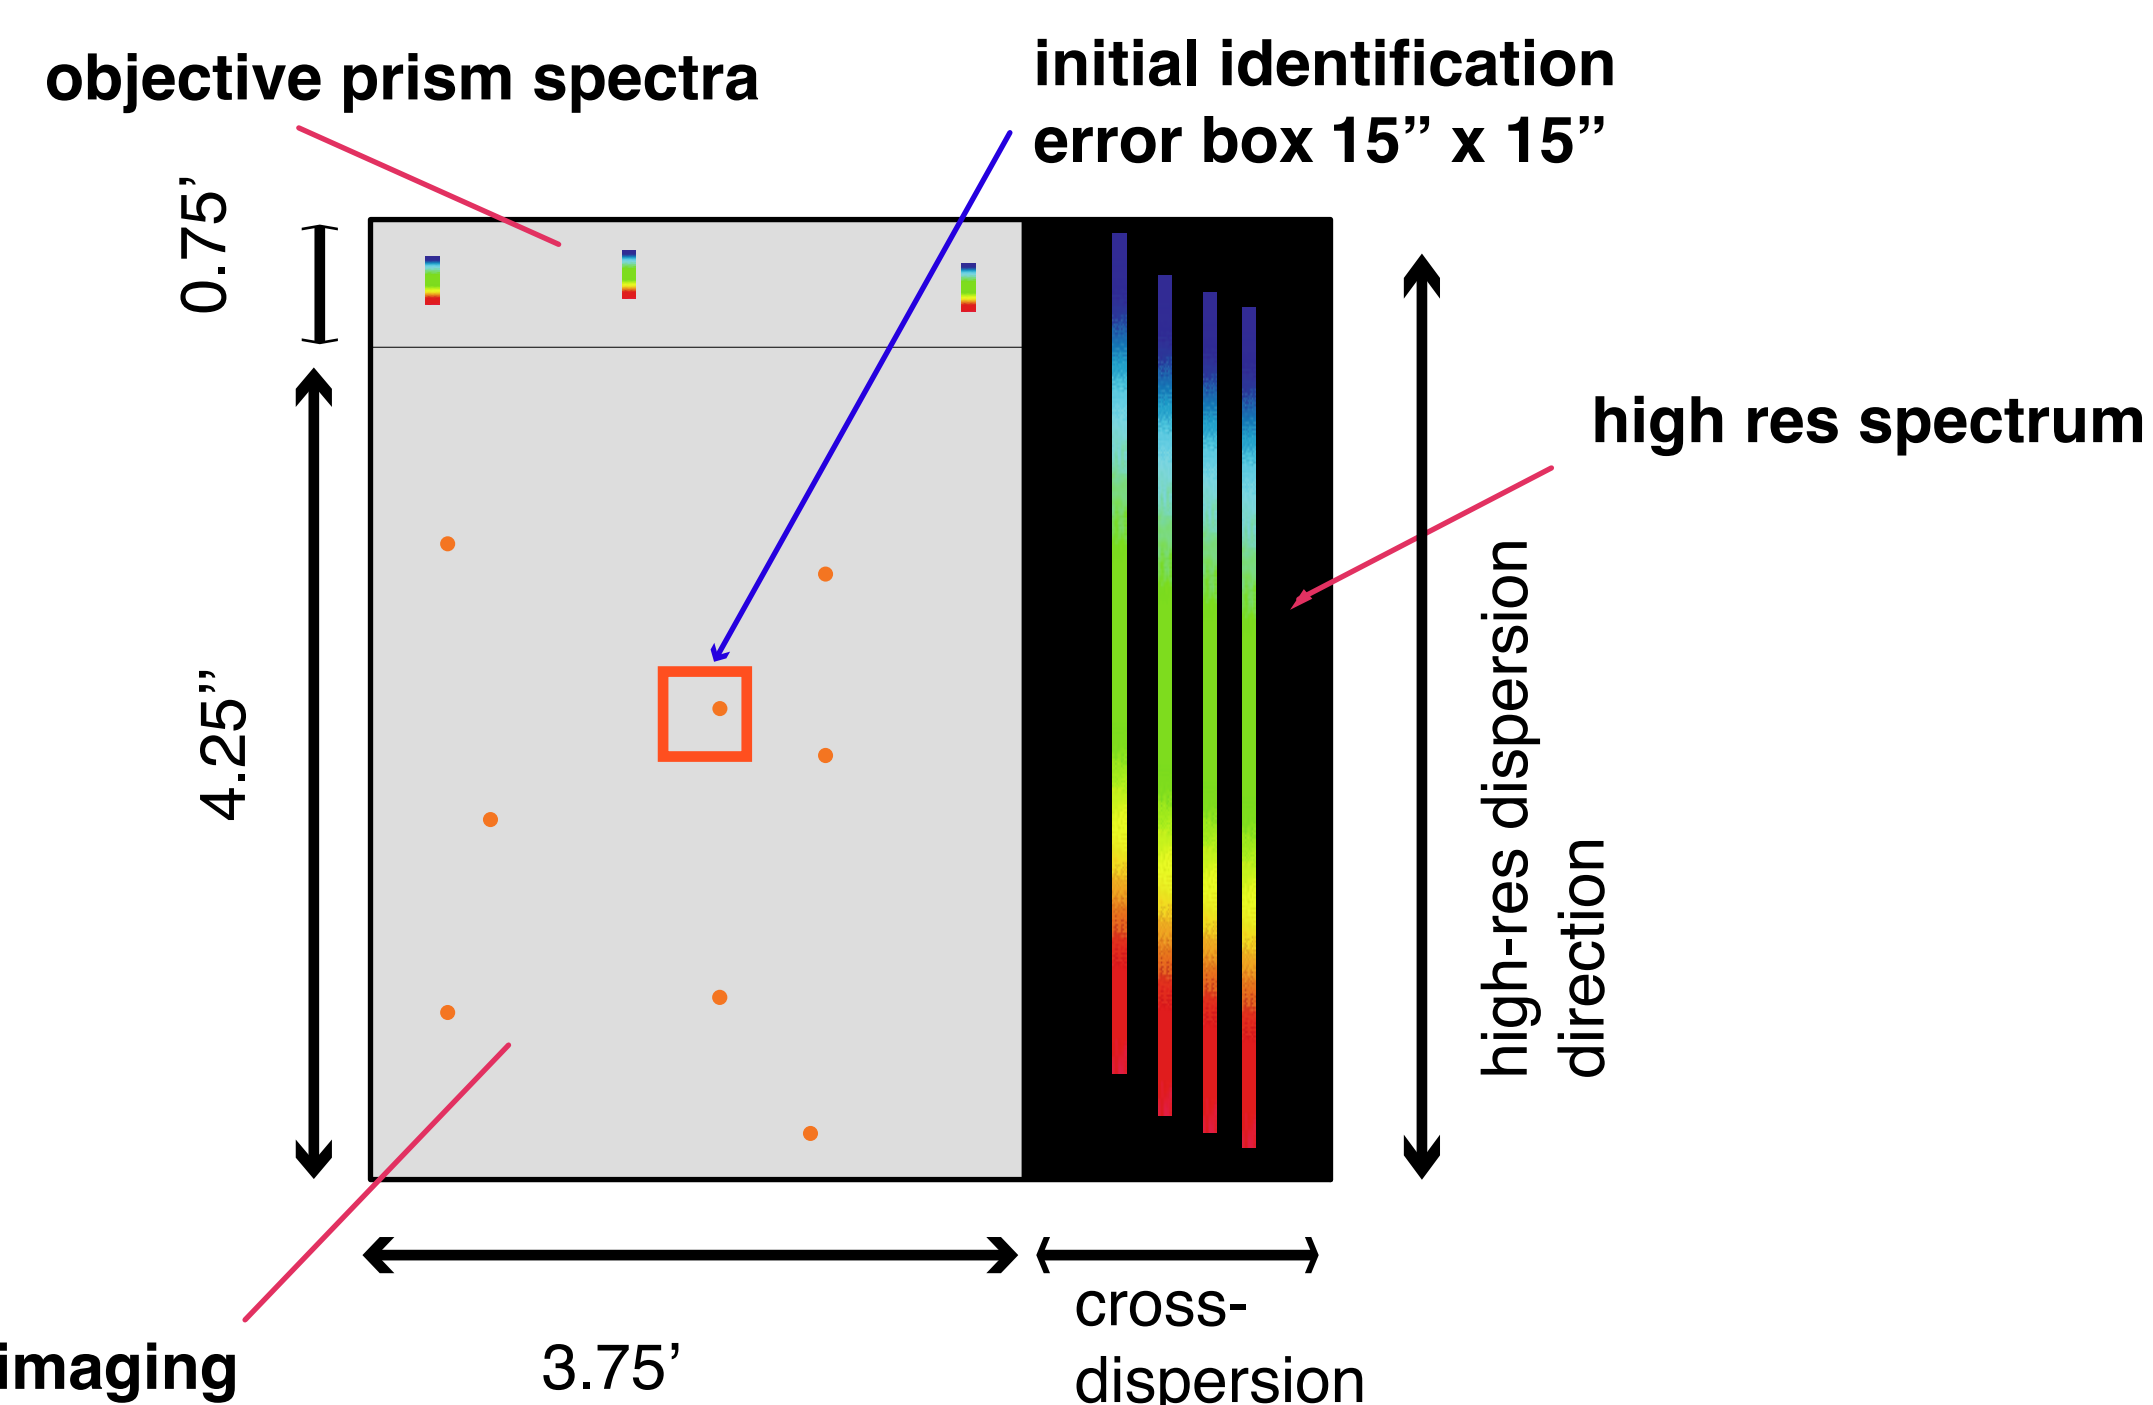 objective prism spectra
initial identification
error box 15” x 15”
0.75’
high res spectrum
4.25”
high-res dispersion
direction
imaging
3.75’
cross-
dispersion